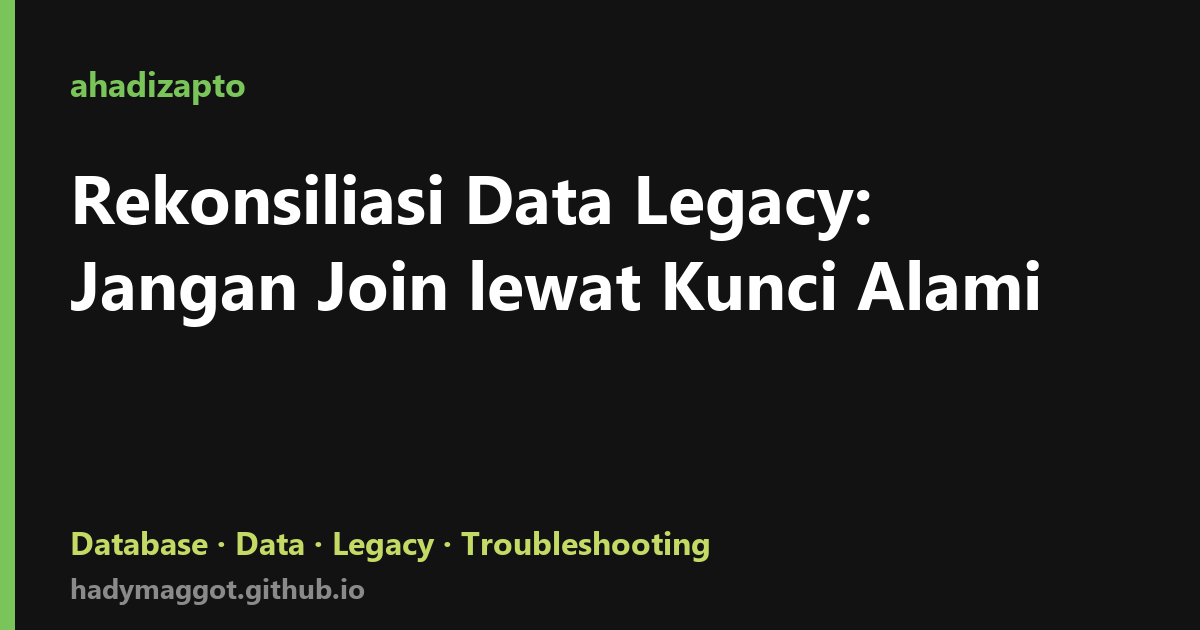 ahadizapto
Rekonsiliasi Data Legacy:
Jangan Join lewat Kunci Alami
Database · Data · Legacy · Troubleshooting
hadymaggot.github.io